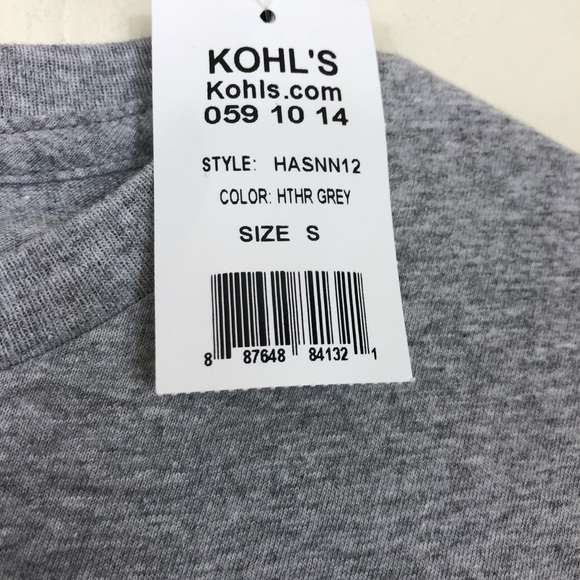 KOHL'S
Kohls.com
059 10 14
STYLE: HASNN12
COLOR: HTHR GREY
SIZE S
8 87648 84132 1